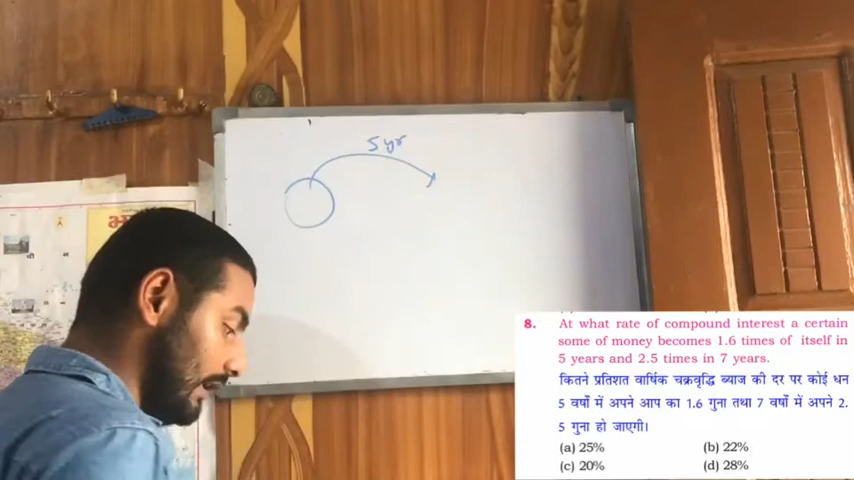 5 yr
8. At what rate of compound interest a certain
some of money becomes 1.6 times of itself in
5 years and 2.5 times in 7 years.
कितने प्रतिशत वार्षिक चक्रवृद्धि ब्याज की दर पर कोई धन
5 वर्षों में अपने आप का 1.6 गुना तथा 7 वर्षों में अपने 2.
5 गुना हो जाएगी।
(a) 25% (b) 22%
(c) 20% (d) 28%